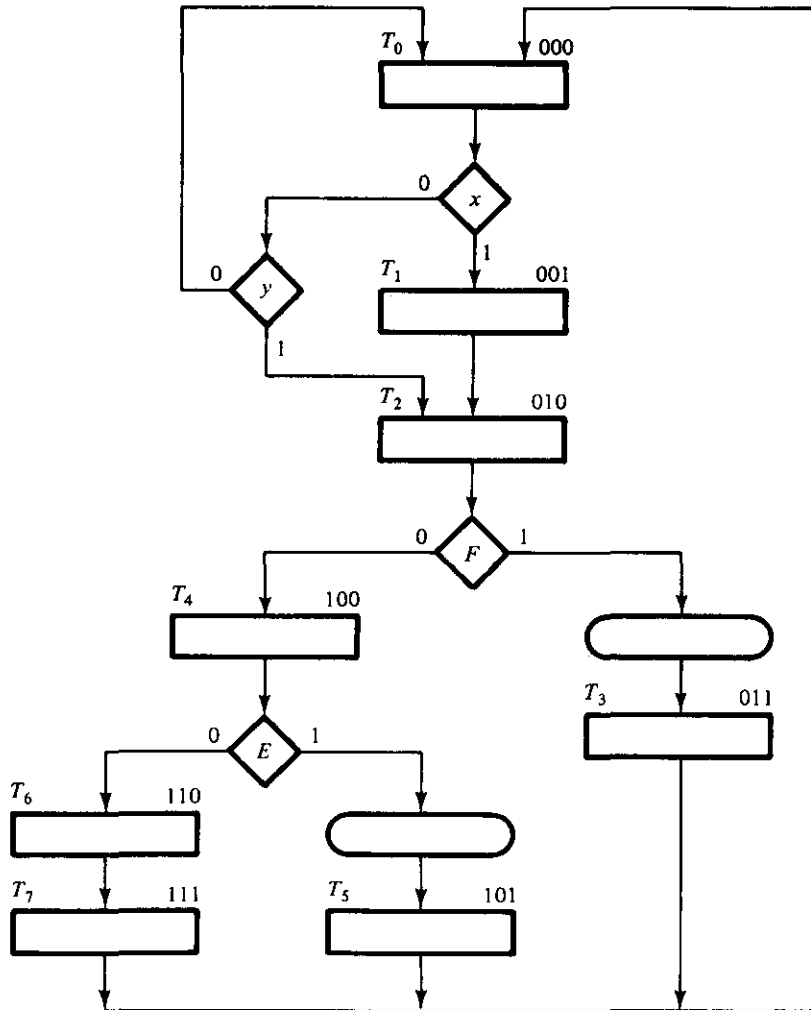 T₀ 000
0 x
1
0 y
T₁ 001
1
T₂ 010
0 F 1
T₄ 100
T₃ 011
0 E 1
T₆ 110
T₇ 111
T₅ 101